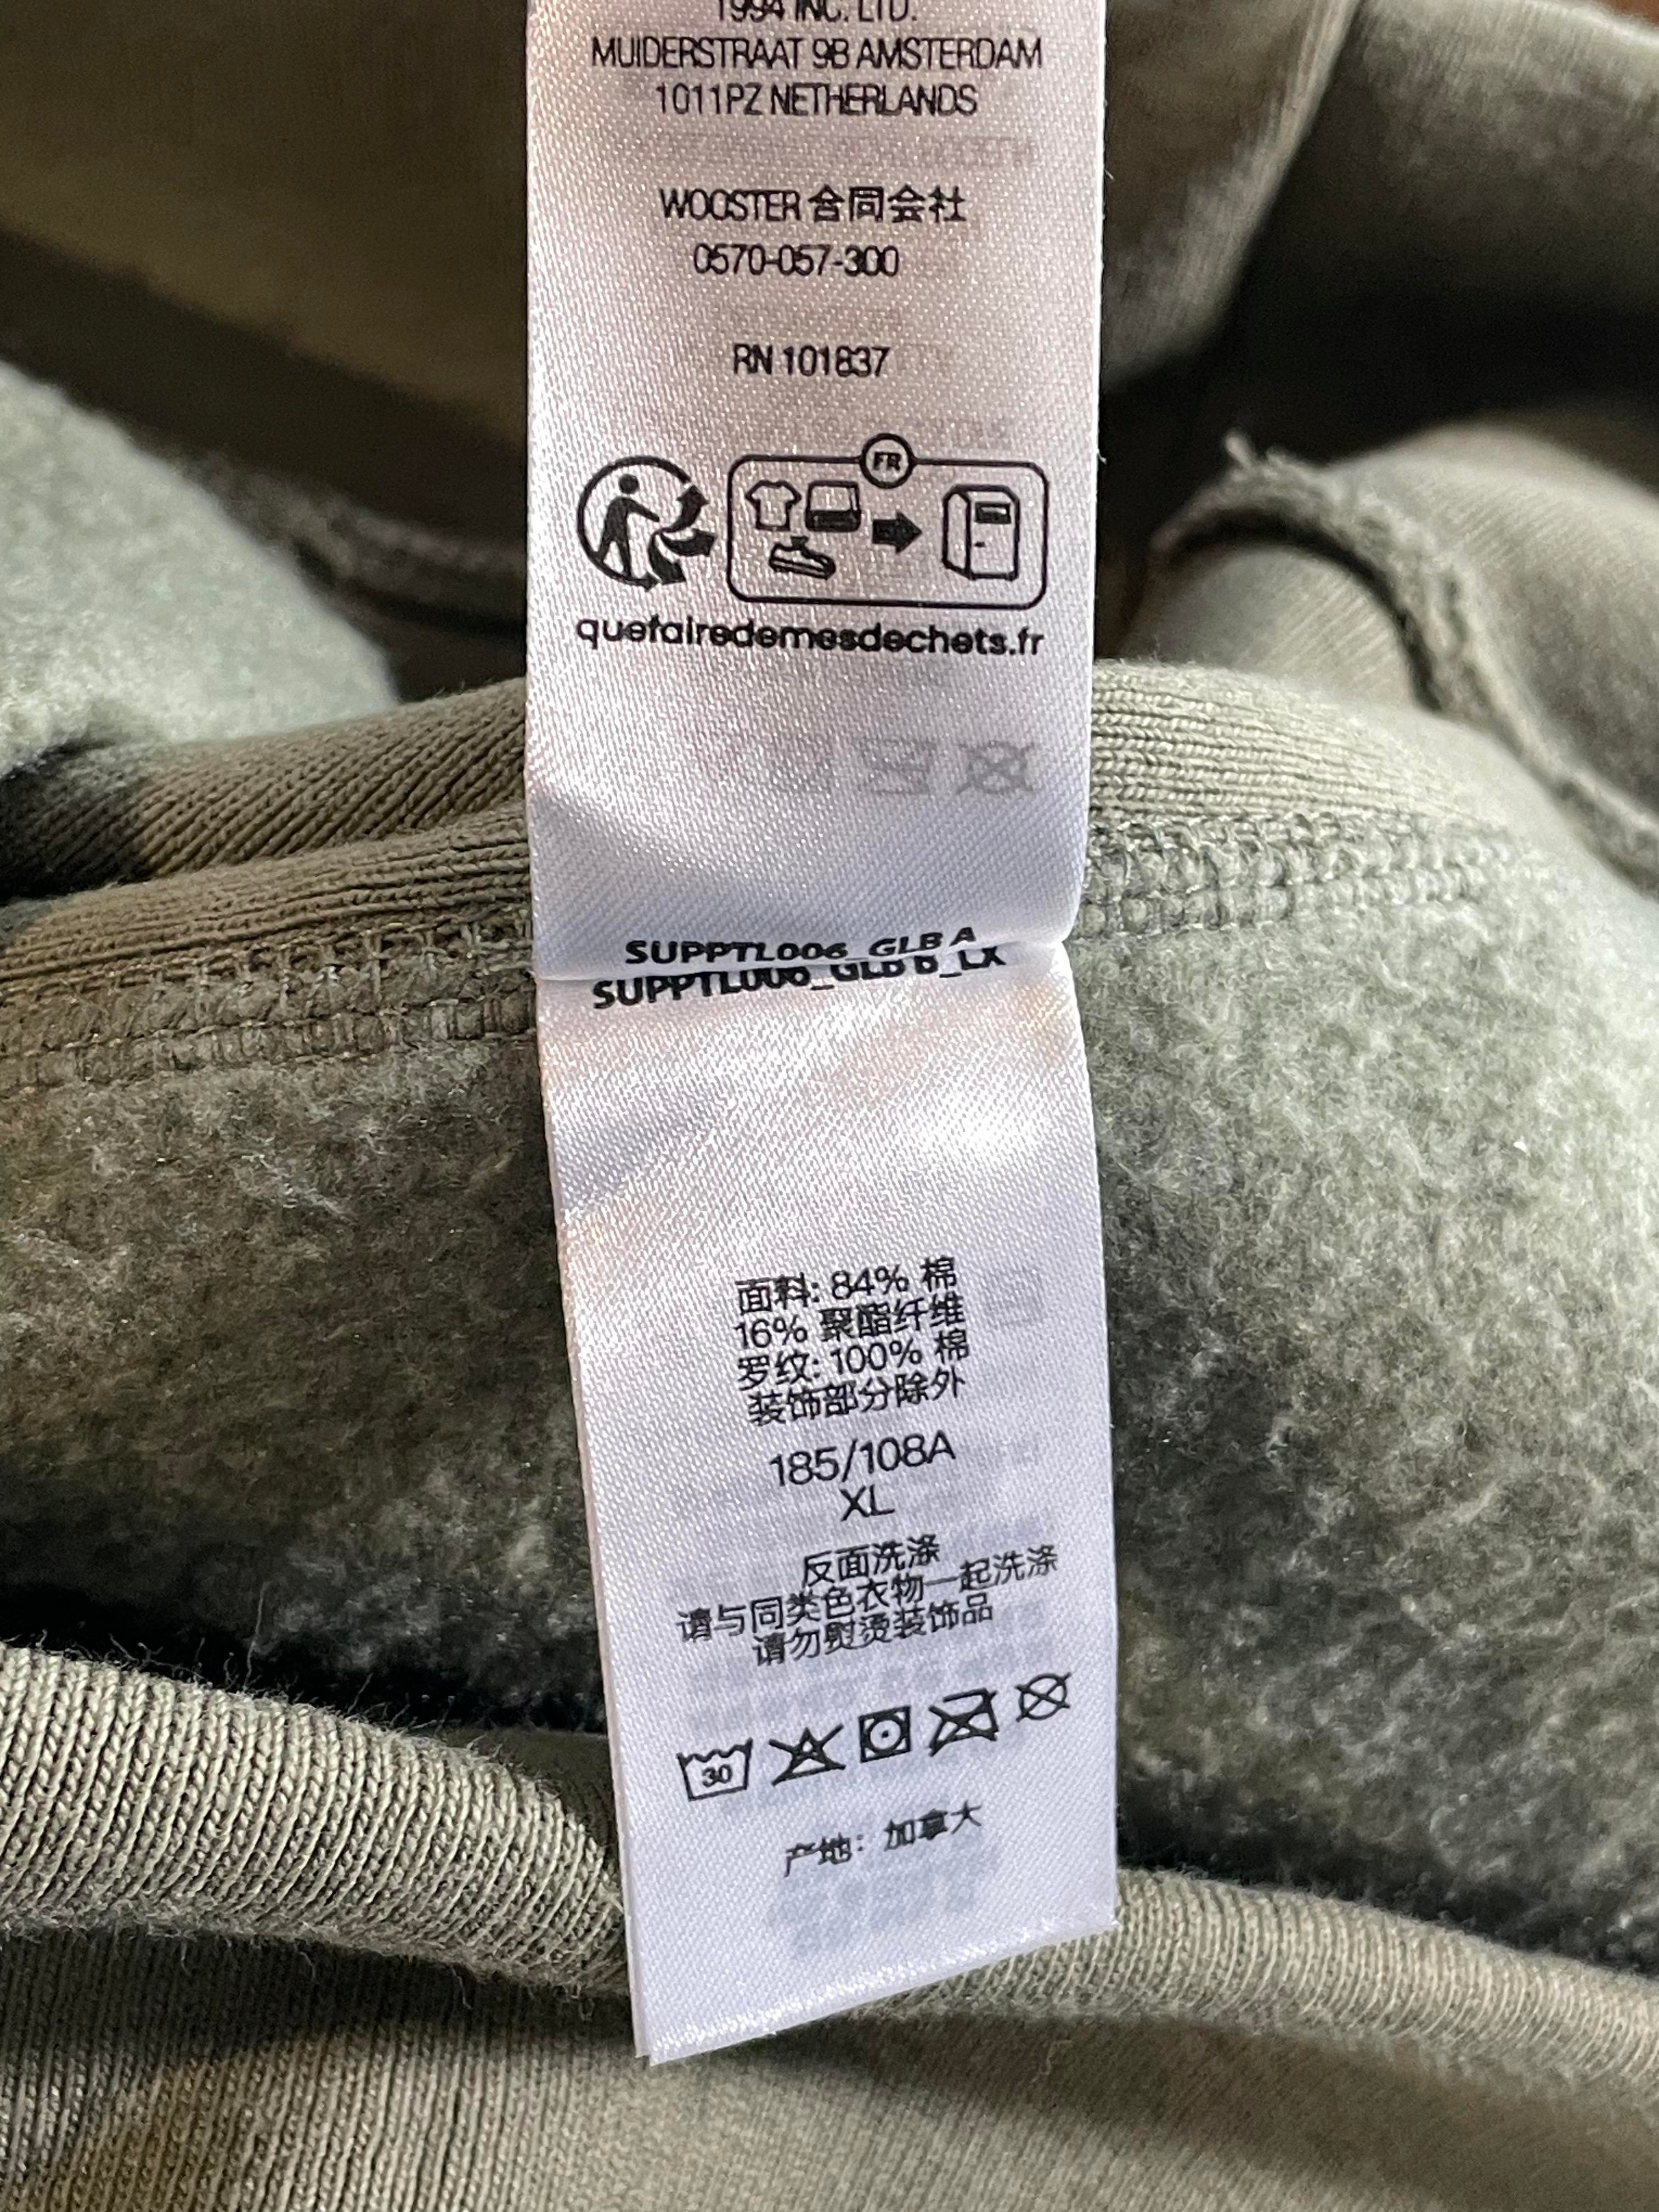 1994 INC. LTD.
MUIDERSTRAAT 9B AMSTERDAM
1011PZ NETHERLANDS
WOOSTER 合同会社
0570-057-300
RN 101837
FR
quefairedemesdechets.fr
SUPPTL006_GLB A
SUPPTL006_GLB B_LX
面料: 84% 棉
16% 聚酯纤维
罗纹: 100% 棉
装饰部分除外
185/108A
XL
反面洗涤
请与同类色衣物一起洗涤
请勿熨烫装饰品
30
产地: 加拿大